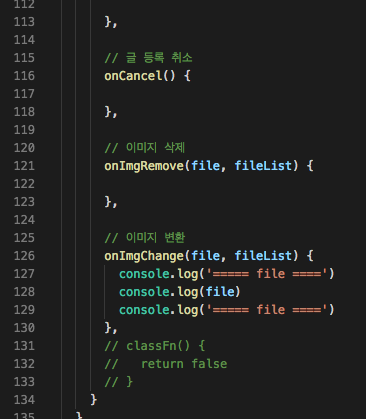 112
113 },
114
115 // 글 등록 취소
116 onCancel() {
117
118 },
119
120 // 이미지 삭제
121 onImgRemove(file, fileList) {
122
123 },
124
125 // 이미지 변환
126 onImgChange(file, fileList) {
127 console.log('===== file ====')
128 console.log(file)
129 console.log('===== file ====')
130 },
131 // classFn() {
132 //   return false
133 // }
134 }
135 }